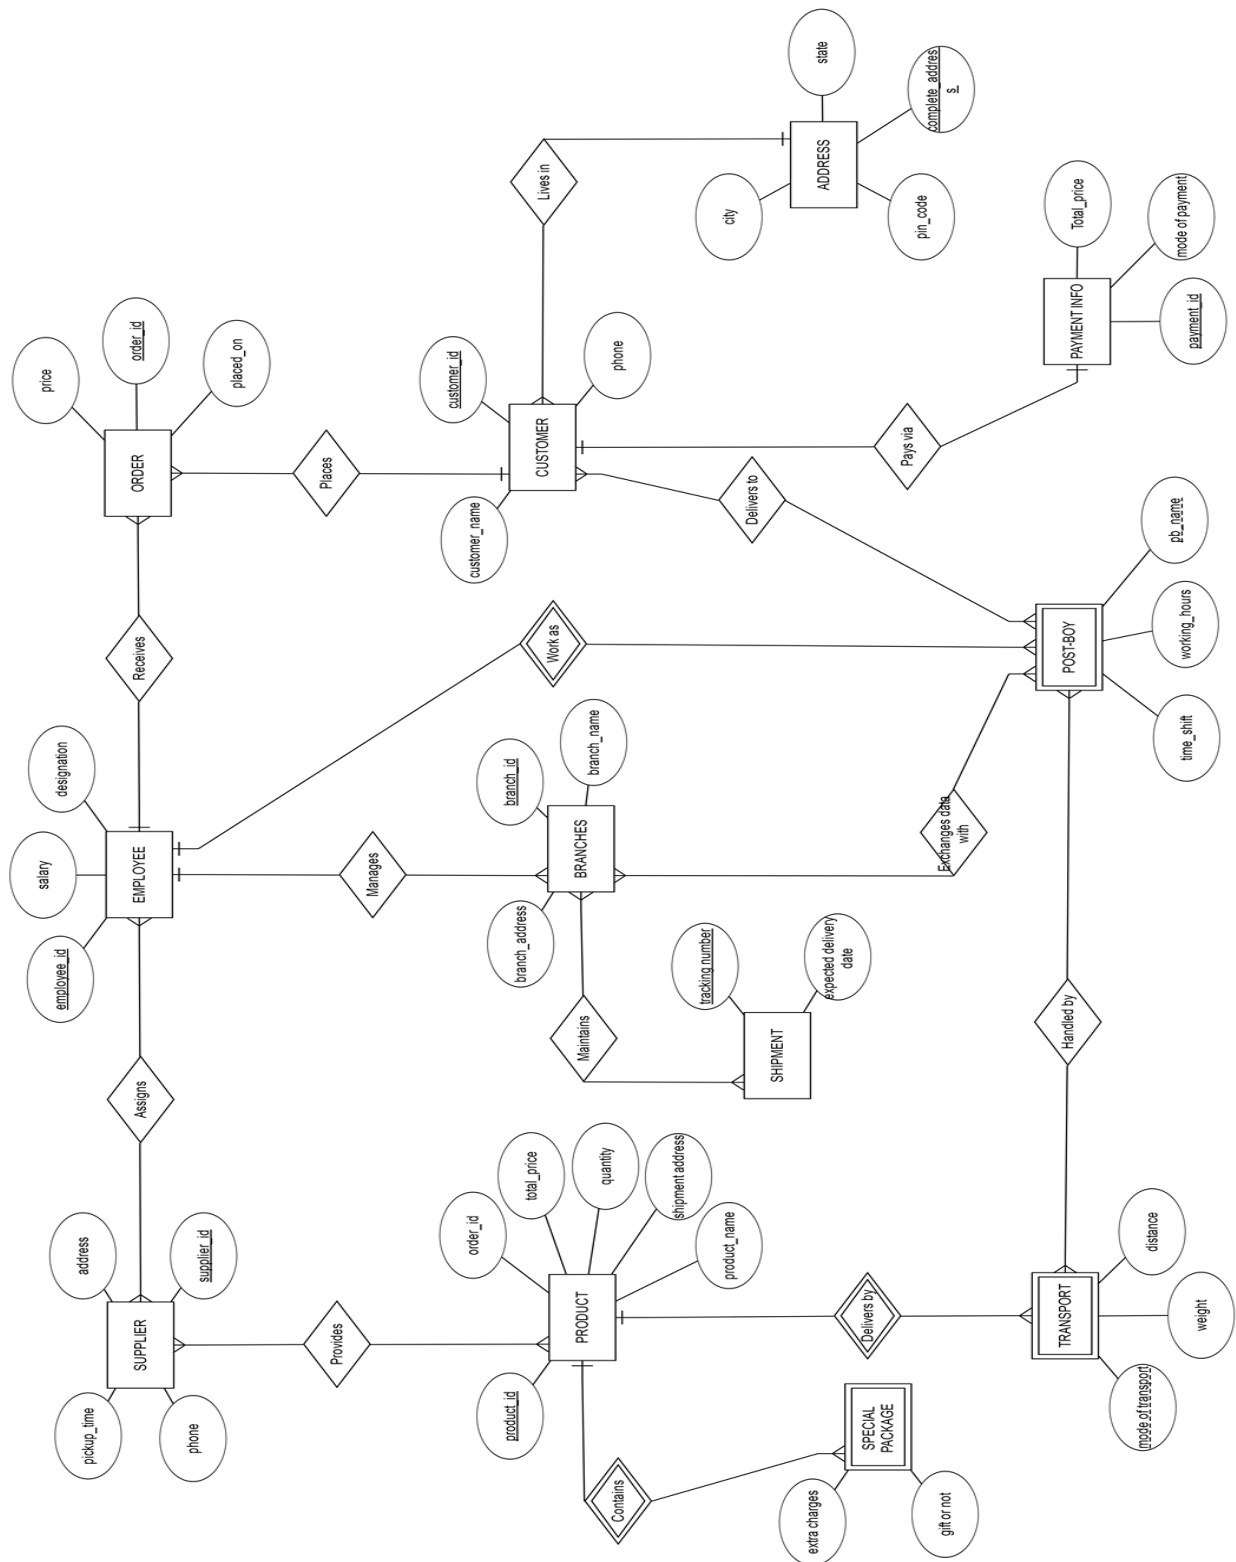 pickup_time
address
employee_id
salary
designation
price
order_id
SUPPLIER
Assigns
EMPLOYEE
Receives
ORDER
phone
supplier_id
placed_on
Provides
Manages
Places
product_id
order_id
total_price
branch_address
branch_id
customer_name
customer_id
PRODUCT
quantity
Maintains
BRANCHES
branch_name
Work as
CUSTOMER
Lives in
phone
Contains
shipment address
product_name
tracking number
city
Delivers to
SHIPMENT
expected delivery
date
state
ADDRESS
extra charges
SPECIAL
PACKAGE
gift or not
Delivers by
Exchanges data
with
Pays via
pin_code
complete_addres
s
TRANSPORT
Handled by
POST-BOY
PAYMENT INFO
Total_price
mode of transport
weight
distance
time_shift
working_hours
pb_name
payment_id
mode of payment